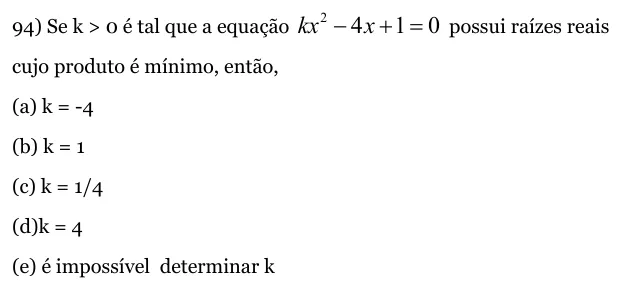 94) Se k > 0 é tal que a equação kx² − 4x + 1 = 0 possui raízes reais
cujo produto é mínimo, então,
(a) k = -4
(b) k = 1
(c) k = 1/4
(d)k = 4
(e) é impossível determinar k